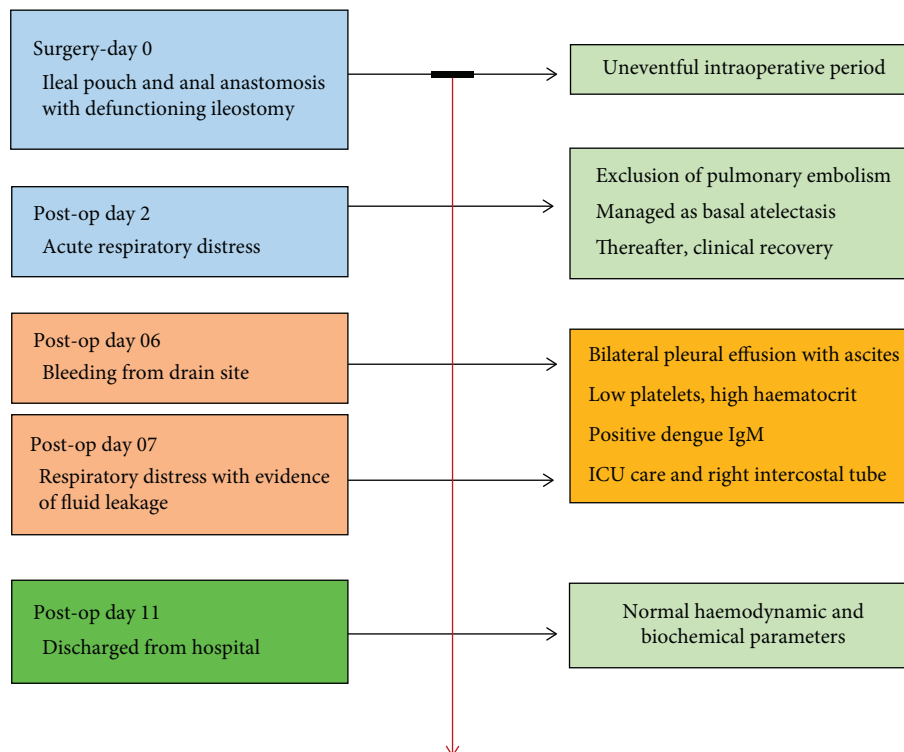 Surgery-day 0
Ileal pouch and anal anastomosis
with defunctioning ileostomy
Uneventful intraoperative period
Post-op day 2
Acute respiratory distress
Exclusion of pulmonary embolism
Managed as basal atelectasis
Thereafter, clinical recovery
Post-op day 06
Bleeding from drain site
Post-op day 07
Respiratory distress with evidence
of fluid leakage
Bilateral pleural effusion with ascites
Low platelets, high haematocrit
Positive dengue IgM
ICU care and right intercostal tube
Post-op day 11
Discharged from hospital
Normal haemodynamic and
biochemical parameters